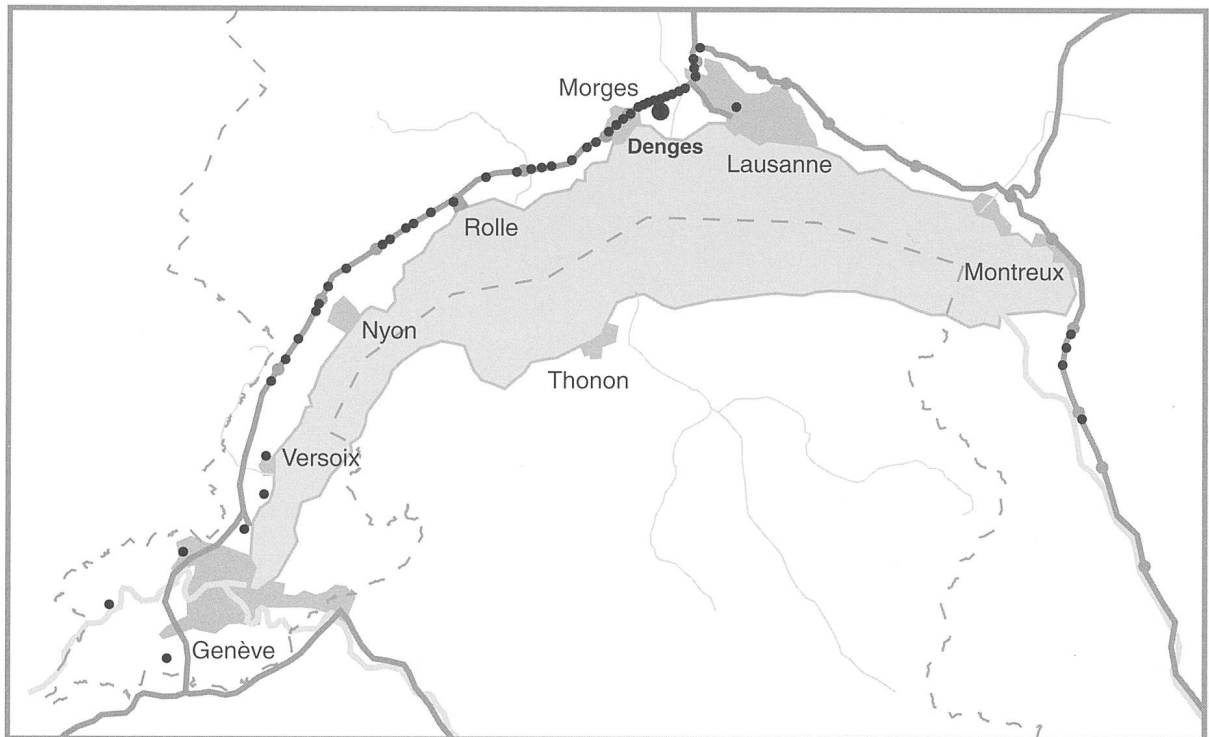 Morges
Denges
Lausanne
Rolle
Montreux
Nyon
Thonon
Versoix
Genève